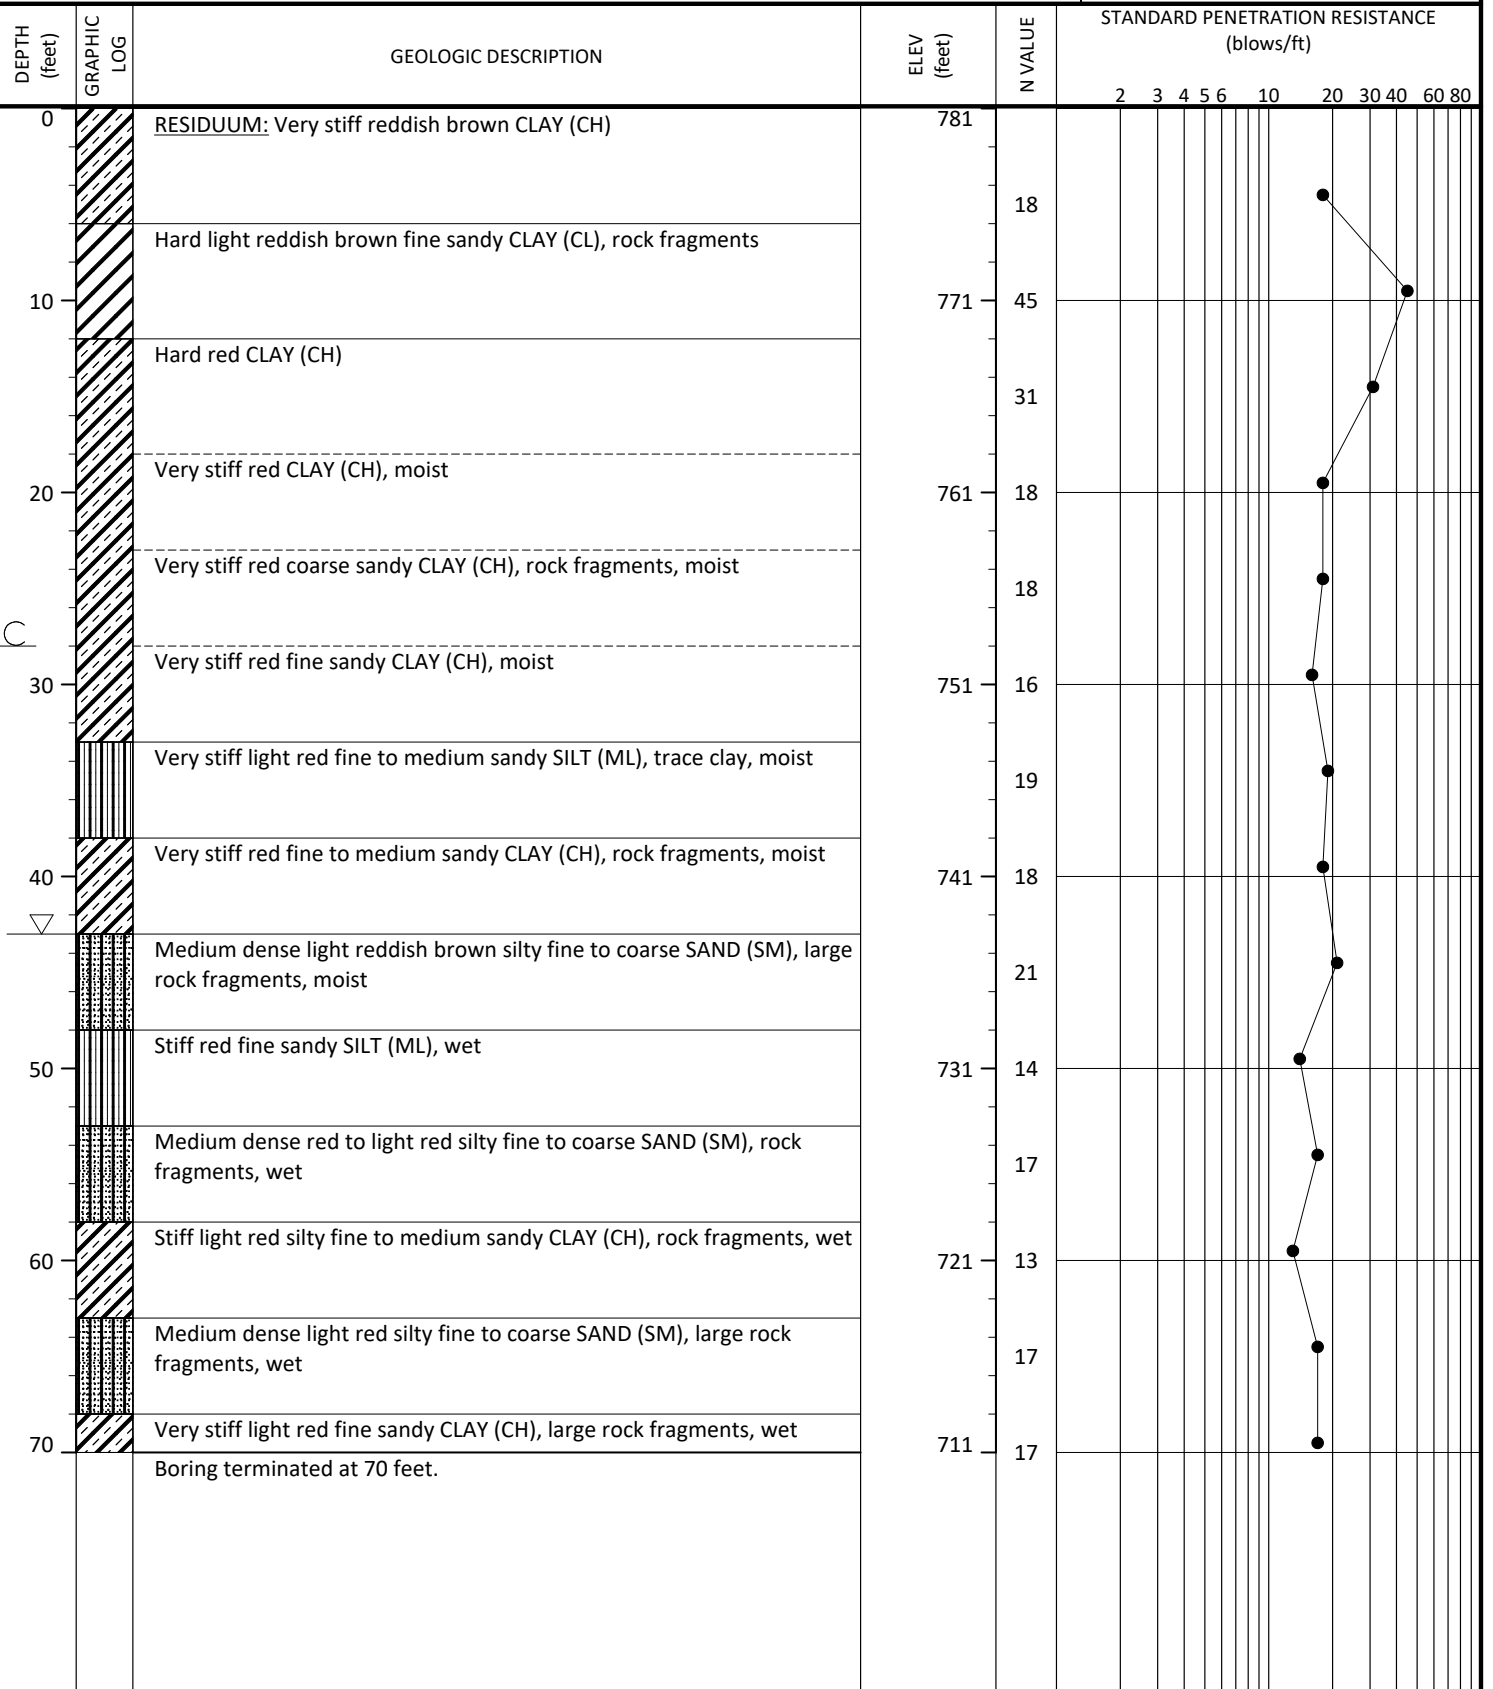 DEPTH
(feet)
GRAPHIC
LOG
GEOLOGIC DESCRIPTION
ELEV
(feet)
N VALUE
STANDARD PENETRATION RESISTANCE
(blows/ft)
2 3 4 5 6 10 20 30 40 60 80
0 RESIDUUM: Very stiff reddish brown CLAY (CH) 781
18
Hard light reddish brown fine sandy CLAY (CL), rock fragments
10 771 45
Hard red CLAY (CH)
31
Very stiff red CLAY (CH), moist
20 761 18
Very stiff red coarse sandy CLAY (CH), rock fragments, moist
18
C
Very stiff red fine sandy CLAY (CH), moist
30 751 16
Very stiff light red fine to medium sandy SILT (ML), trace clay, moist
19
Very stiff red fine to medium sandy CLAY (CH), rock fragments, moist
40 741 18
Medium dense light reddish brown silty fine to coarse SAND (SM), large
rock fragments, moist
21
Stiff red fine sandy SILT (ML), wet
50 731 14
Medium dense red to light red silty fine to coarse SAND (SM), rock
fragments, wet
17
Stiff light red silty fine to medium sandy CLAY (CH), rock fragments, wet
60 721 13
Medium dense light red silty fine to coarse SAND (SM), large rock
fragments, wet
17
Very stiff light red fine sandy CLAY (CH), large rock fragments, wet
70 711 17
Boring terminated at 70 feet.